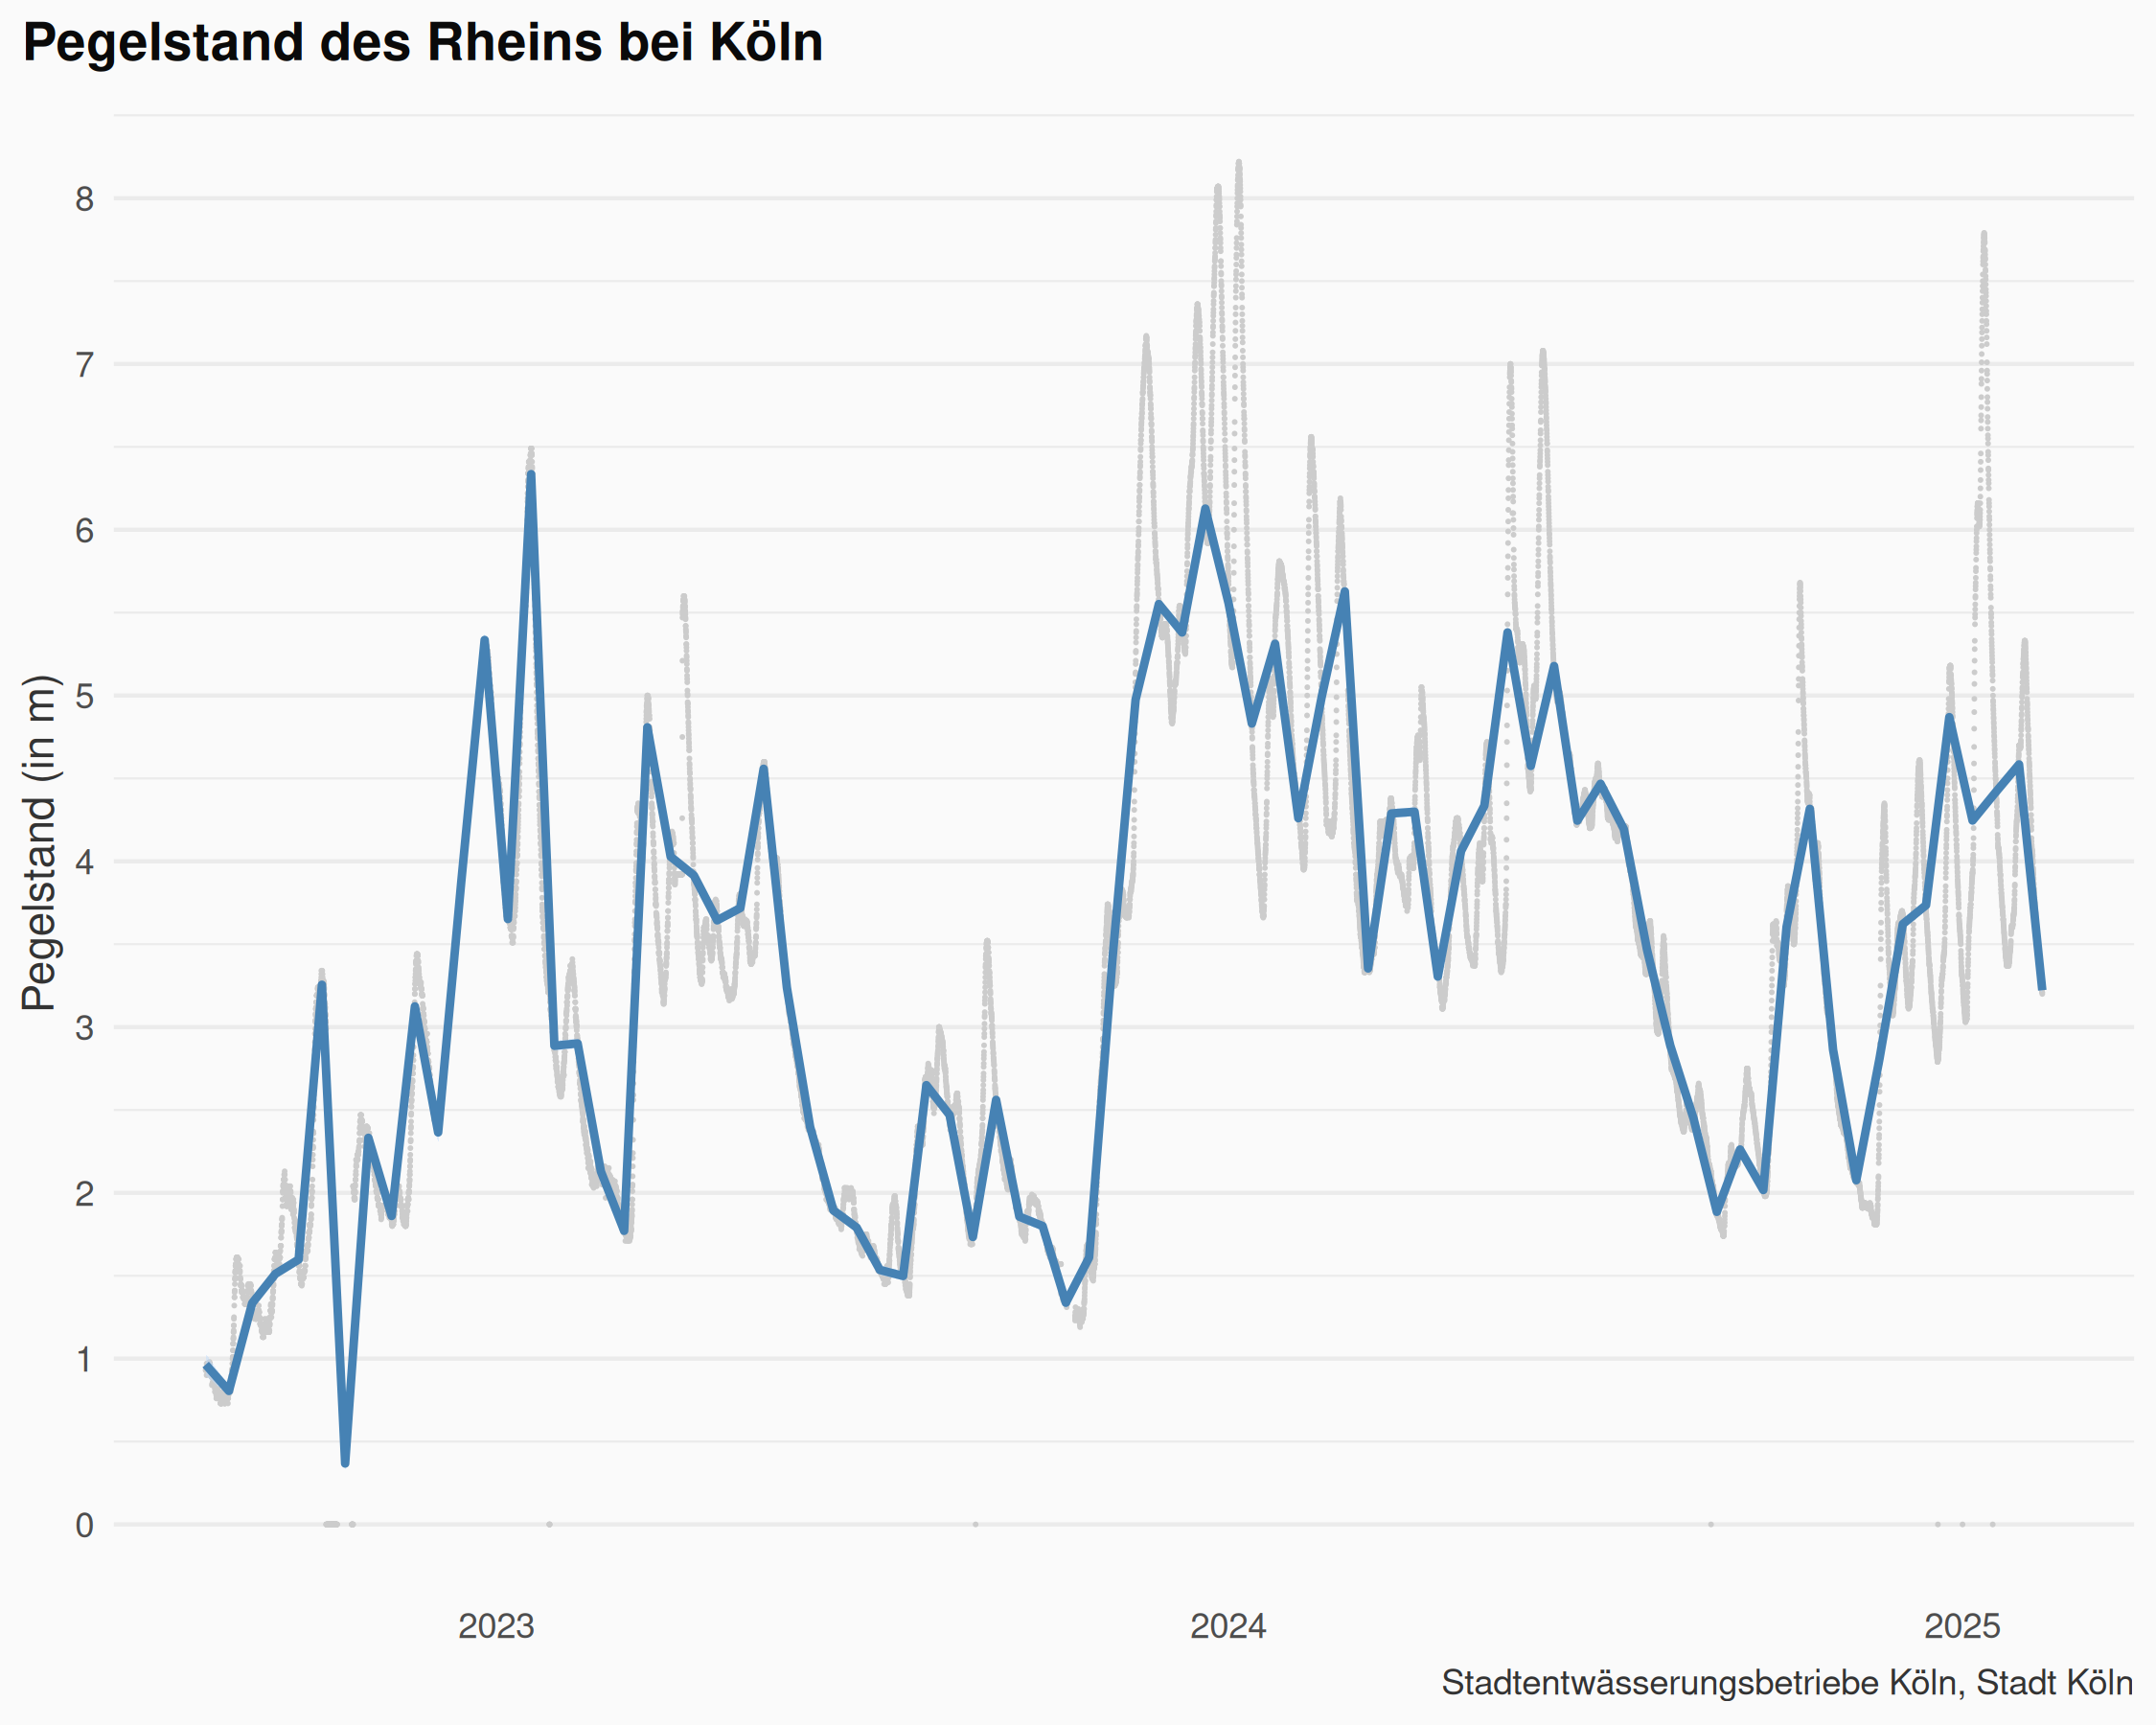 Pegelstand des Rheins bei Köln
Pegelstand (in m)
8
7
6
5
4
3
2
1
0
2023 2024 2025
Stadtentwässerungsbetriebe Köln, Stadt Köln